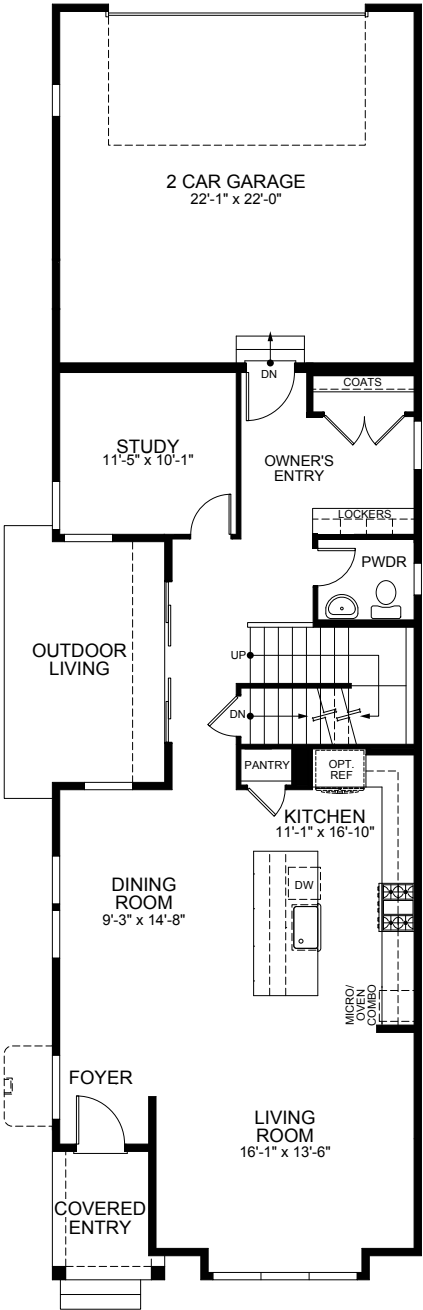 2 CAR GARAGE
22'-1" x 22'-0"
DN
COATS
STUDY
11'-5" x 10'-1"
OWNER'S
ENTRY
LOCKERS
PWDR
OUTDOOR
LIVING
UP
DN
PANTRY
OPT.
REF
KITCHEN
11'-1" x 16'-10"
DINING
ROOM
9'-3" x 14'-8"
DW
MICRO/
OVEN
COMBO
FOYER
LIVING
ROOM
16'-1" x 13'-6"
COVERED
ENTRY